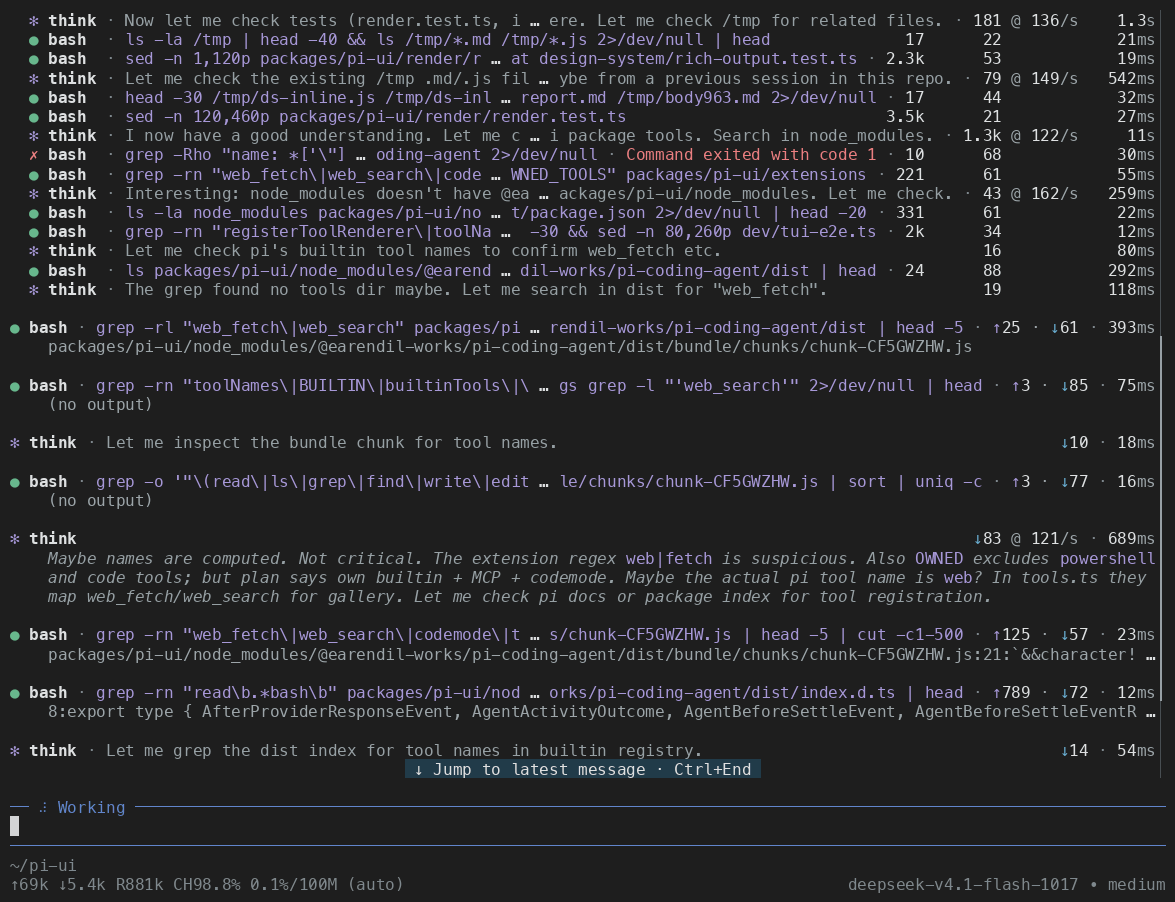 ✻ think · Now let me check tests (render.test.ts, i … ere. Let me check /tmp for related files. · 181 @ 136/s 1.3s
● bash · ls -la /tmp | head -40 && ls /tmp/*.md /tmp/*.js 2>/dev/null | head 17 22 21ms
● bash · sed -n 1,120p packages/pi-ui/render/r … at design-system/rich-output.test.ts · 2.3k 53 19ms
✻ think · Let me check the existing /tmp .md/.js fil … ybe from a previous session in this repo. · 79 @ 149/s 542ms
● bash · head -30 /tmp/ds-inline.js /tmp/ds-inl … report.md /tmp/body963.md 2>/dev/null · 17 44 32ms
● bash · sed -n 120,460p packages/pi-ui/render/render.test.ts 3.5k 21 27ms
✻ think · I now have a good understanding. Let me c … i package tools. Search in node_modules. · 1.3k @ 122/s 11s
✗ bash · grep -Rho "name: *['\"] … oding-agent 2>/dev/null · Command exited with code 1 · 10 68 30ms
● bash · grep -rn "web_fetch\|web_search\|code … WNED_TOOLS" packages/pi-ui/extensions · 221 61 55ms
✻ think · Interesting: node_modules doesn't have @ea … ackages/pi-ui/node_modules. Let me check. · 43 @ 162/s 259ms
● bash · ls -la node_modules packages/pi-ui/no … t/package.json 2>/dev/null | head -20 · 331 61 22ms
● bash · grep -rn "registerToolRenderer\|toolNa … -30 && sed -n 80,260p dev/tui-e2e.ts · 2k 34 12ms
✻ think · Let me check pi's builtin tool names to confirm web_fetch etc. 16 80ms
● bash · ls packages/pi-ui/node_modules/@earend … dil-works/pi-coding-agent/dist | head · 24 88 292ms
✻ think · The grep found no tools dir maybe. Let me search in dist for "web_fetch". 19 118ms
● bash · grep -rl "web_fetch\|web_search" packages/pi … rendil-works/pi-coding-agent/dist | head -5 · ↑25 · ↓61 · 393ms
packages/pi-ui/node_modules/@earendil-works/pi-coding-agent/dist/bundle/chunks/chunk-CF5GWZHW.js
● bash · grep -rn "toolNames\|BUILTIN\|builtinTools\|\ … gs grep -l "'web_search'" 2>/dev/null | head · ↑3 · ↓85 · 75ms
(no output)
✻ think · Let me inspect the bundle chunk for tool names. ↓10 · 18ms
● bash · grep -o '"\(read\|ls\|grep\|find\|write\|edit … le/chunks/chunk-CF5GWZHW.js | sort | uniq -c · ↑3 · ↓77 · 16ms
(no output)
✻ think ↓83 @ 121/s · 689ms
Maybe names are computed. Not critical. The extension regex web|fetch is suspicious. Also OWNED excludes powershell
and code tools; but plan says own builtin + MCP + codemode. Maybe the actual pi tool name is web? In tools.ts they
map web_fetch/web_search for gallery. Let me check pi docs or package index for tool registration.
● bash · grep -rn "web_fetch\|web_search\|codemode\|t … s/chunk-CF5GWZHW.js | head -5 | cut -c1-500 · ↑125 · ↓57 · 23ms
packages/pi-ui/node_modules/@earendil-works/pi-coding-agent/dist/bundle/chunks/chunk-CF5GWZHW.js:21:`&&character! …
● bash · grep -rn "read\b.*bash\b" packages/pi-ui/nod … orks/pi-coding-agent/dist/index.d.ts | head · ↑789 · ↓72 · 12ms
8:export type { AfterProviderResponseEvent, AgentActivityOutcome, AgentBeforeSettleEvent, AgentBeforeSettleEventR …
✻ think · Let me grep the dist index for tool names in builtin registry. ↓14 · 54ms
↓ Jump to latest message · Ctrl+End
Working
~/pi-ui
↑69k ↓5.4k R881k CH98.8% 0.1%/100M (auto) deepseek-v4.1-flash-1017 • medium